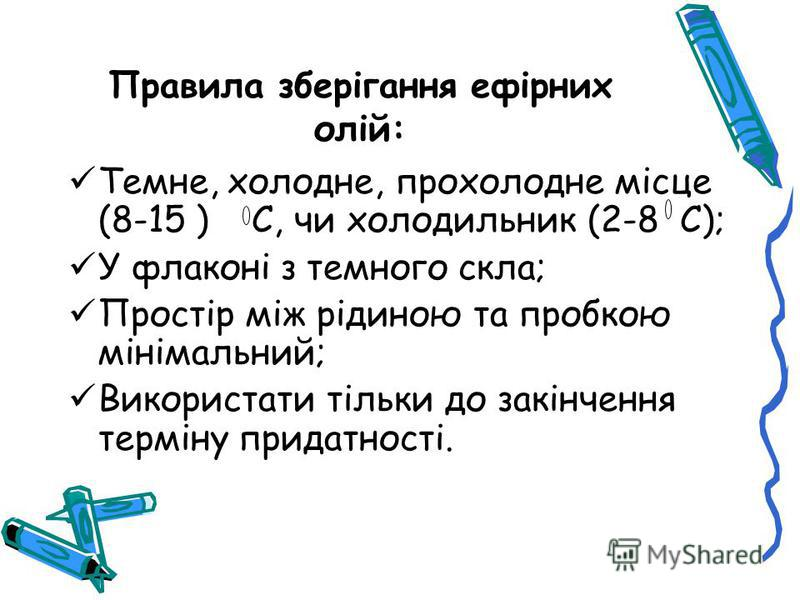 Правила зберігання ефірних
олій:
✓ Темне, холодне, прохолодне місце
(8-15 ) ⁰С, чи холодильник (2-8 ⁰ С);
✓ У флаконі з темного скла;
✓ Простір між рідиною та пробкою
мінімальний;
✓ Використати тільки до закінчення
терміну придатності.
MyShared